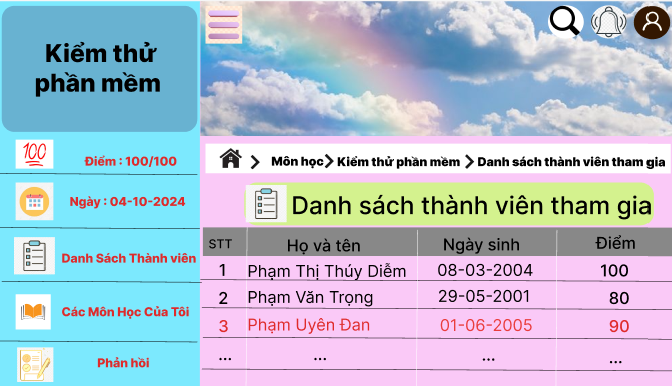 Kiểm thử
phần mềm
100
Điểm : 100/100
Ngày : 04-10-2024
Danh Sách Thành viên
Các Môn Học Của Tôi
Phản hồi
Môn học Kiểm thử phần mềm Danh sách thành viên tham gia
Danh sách thành viên tham gia
STT Họ và tên Ngày sinh Điểm
1 Phạm Thị Thúy Diễm 08-03-2004 100
2 Phạm Văn Trọng 29-05-2001 80
3 Phạm Uyên Đan 01-06-2005 90
... ... ... ...